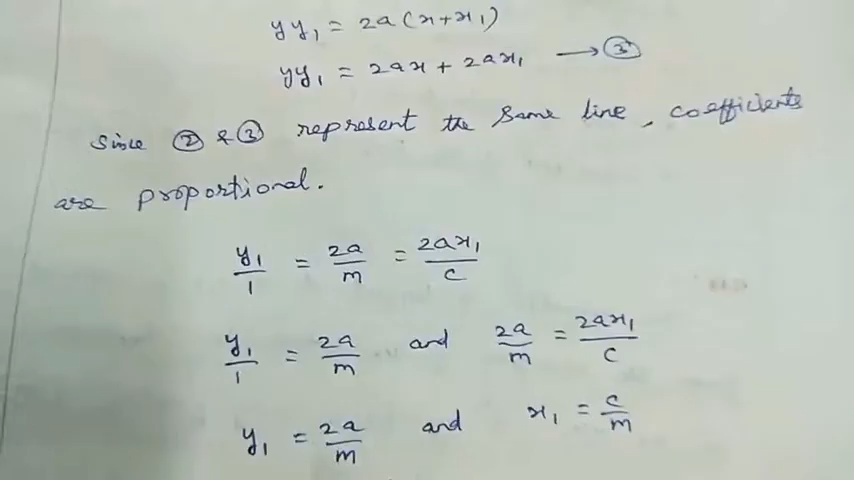 yy₁ = 2a(x+x₁)
yy₁ = 2ax + 2ax₁ → ③
Since ② & ③ represent the same line, coefficients
are proportional.
y₁/1 = 2a/m = 2ax₁/c
y₁/1 = 2a/m and 2a/m = 2ax₁/c
y₁ = 2a/m and x₁ = c/m